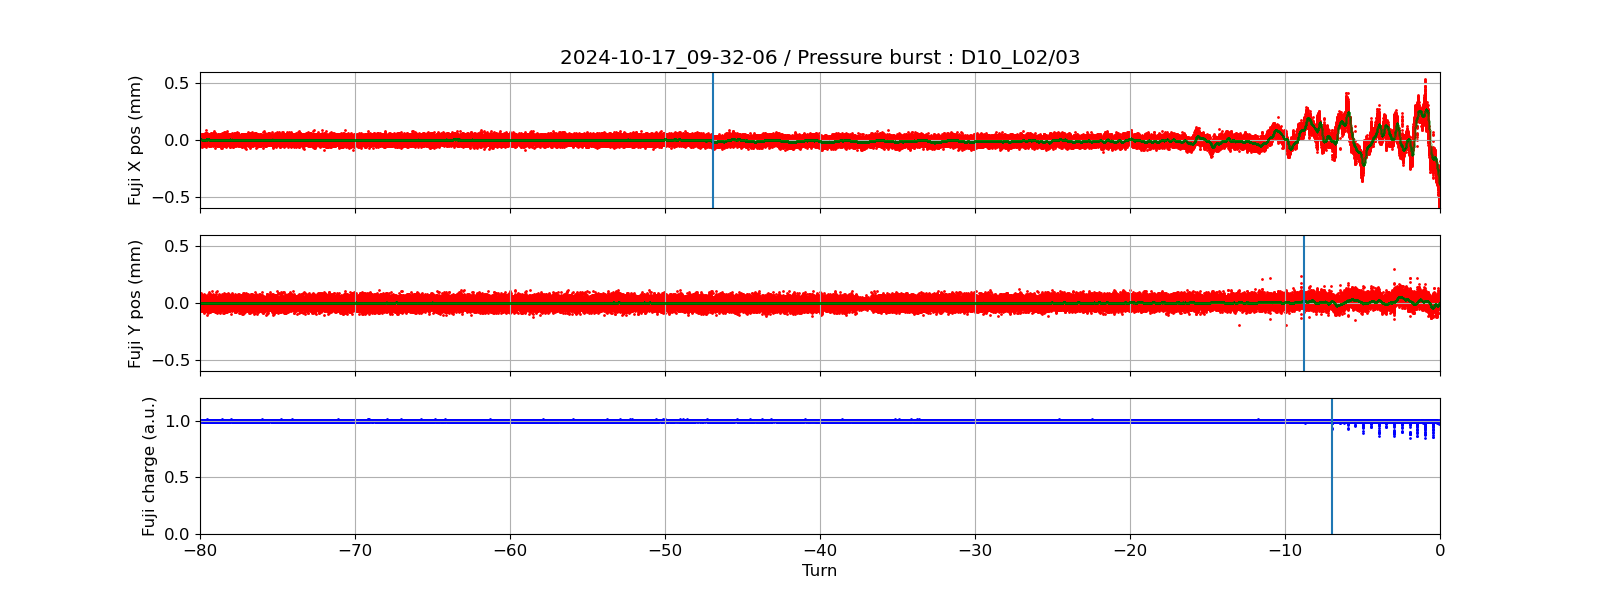 2024-10-17_09-32-06 / Pressure burst : D10_L02/03
0.5
0.0
−0.5
Fuji X pos (mm)
0.5
0.0
−0.5
Fuji Y pos (mm)
1.0
0.5
0.0
Fuji charge (a.u.)
−80 −70 −60 −50 −40 −30 −20 −10 0
Turn